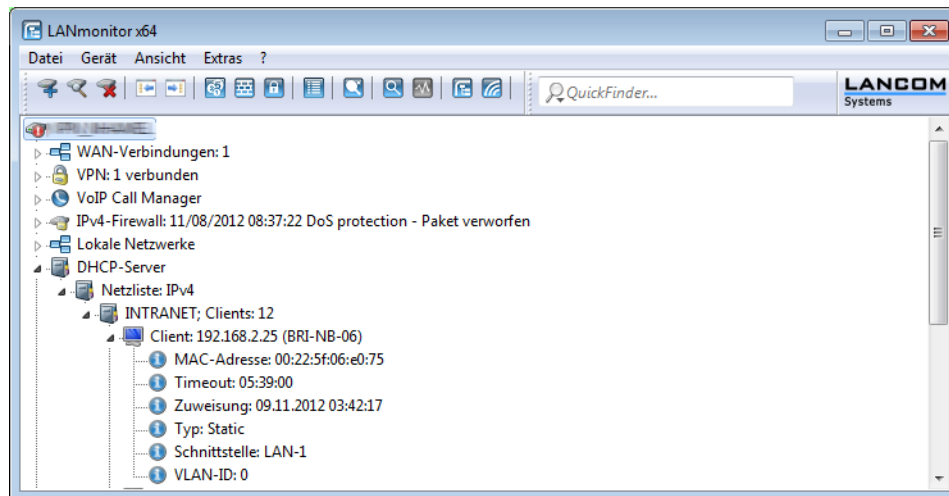 LANmonitor x64
Datei Gerät Ansicht Extras ?
QuickFinder...
LANCOM
Systems
WAN-Verbindungen: 1
VPN: 1 verbunden
VoIP Call Manager
IPv4-Firewall: 11/08/2012 08:37:22 DoS protection - Paket verworfen
Lokale Netzwerke
DHCP-Server
Netzliste: IPv4
INTRANET; Clients: 12
Client: 192.168.2.25 (BRI-NB-06)
MAC-Adresse: 00:22:5f:06:e0:75
Timeout: 05:39:00
Zuweisung: 09.11.2012 03:42:17
Typ: Static
Schnittstelle: LAN-1
VLAN-ID: 0